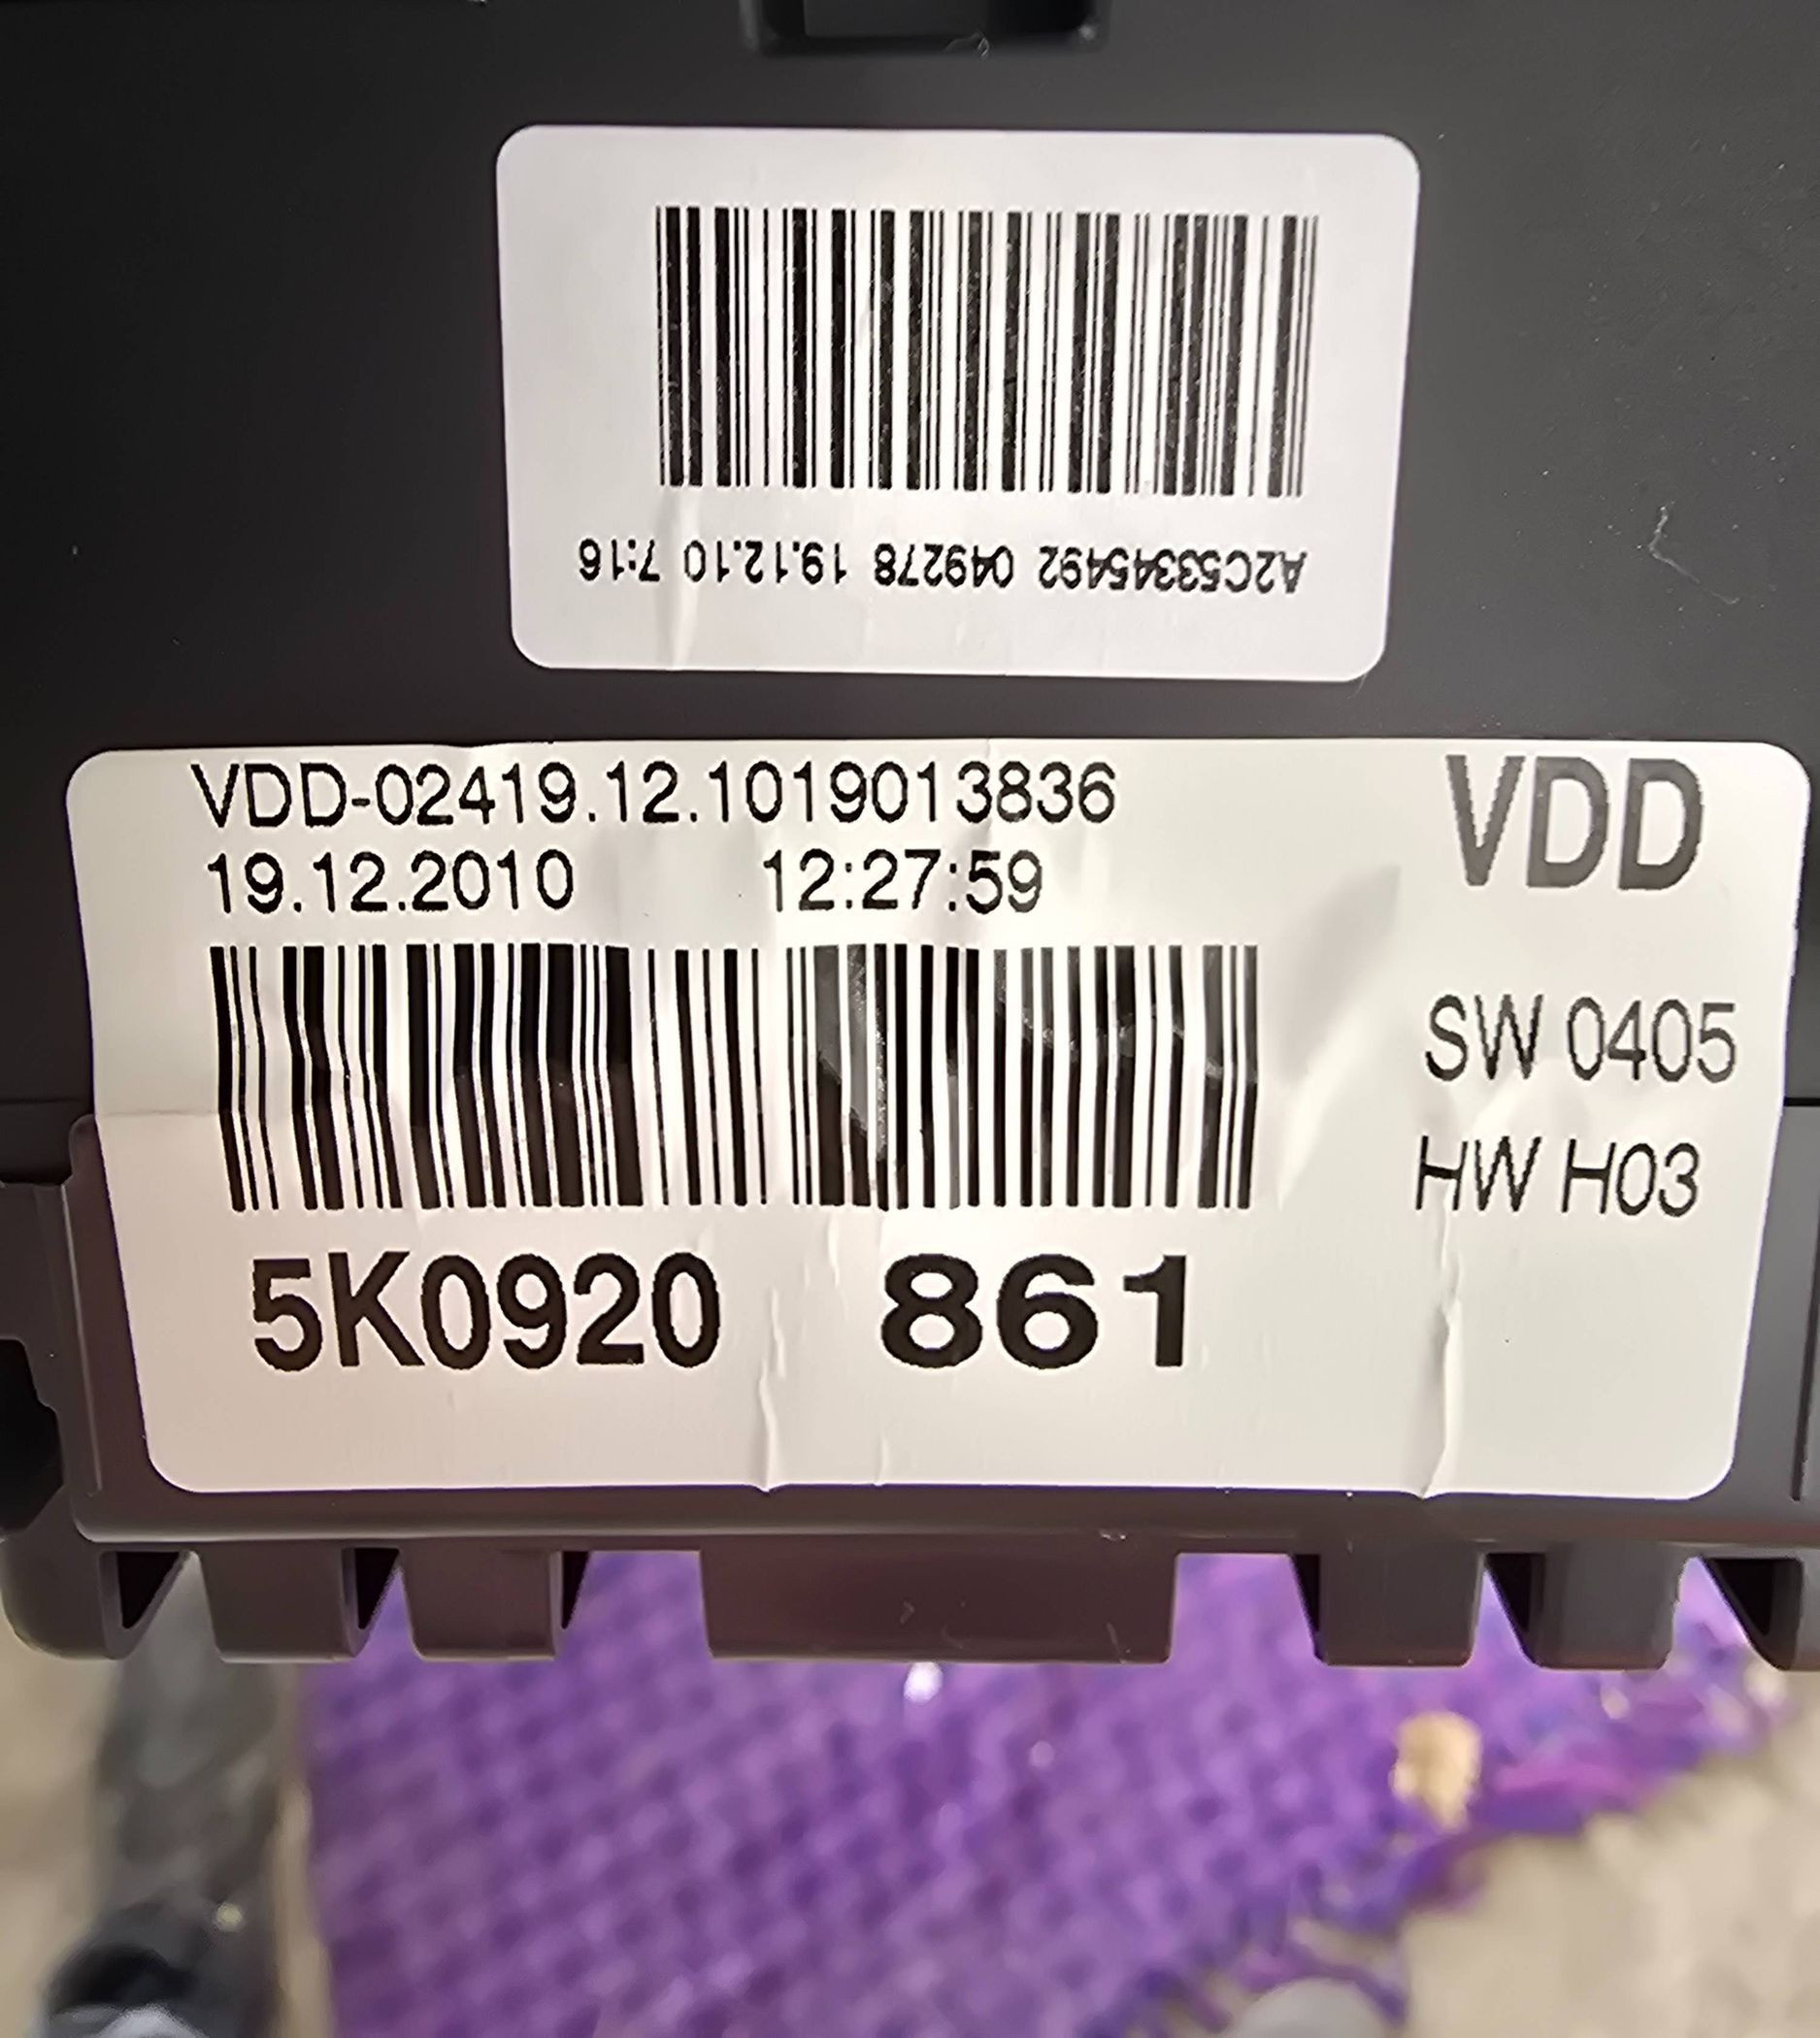 A2C53345492 049278 19.12.10 7:16
VDD-02419.12.1019013836
19.12.2010 12:27:59
VDD
SW 0405
HW H03
5K0920 861